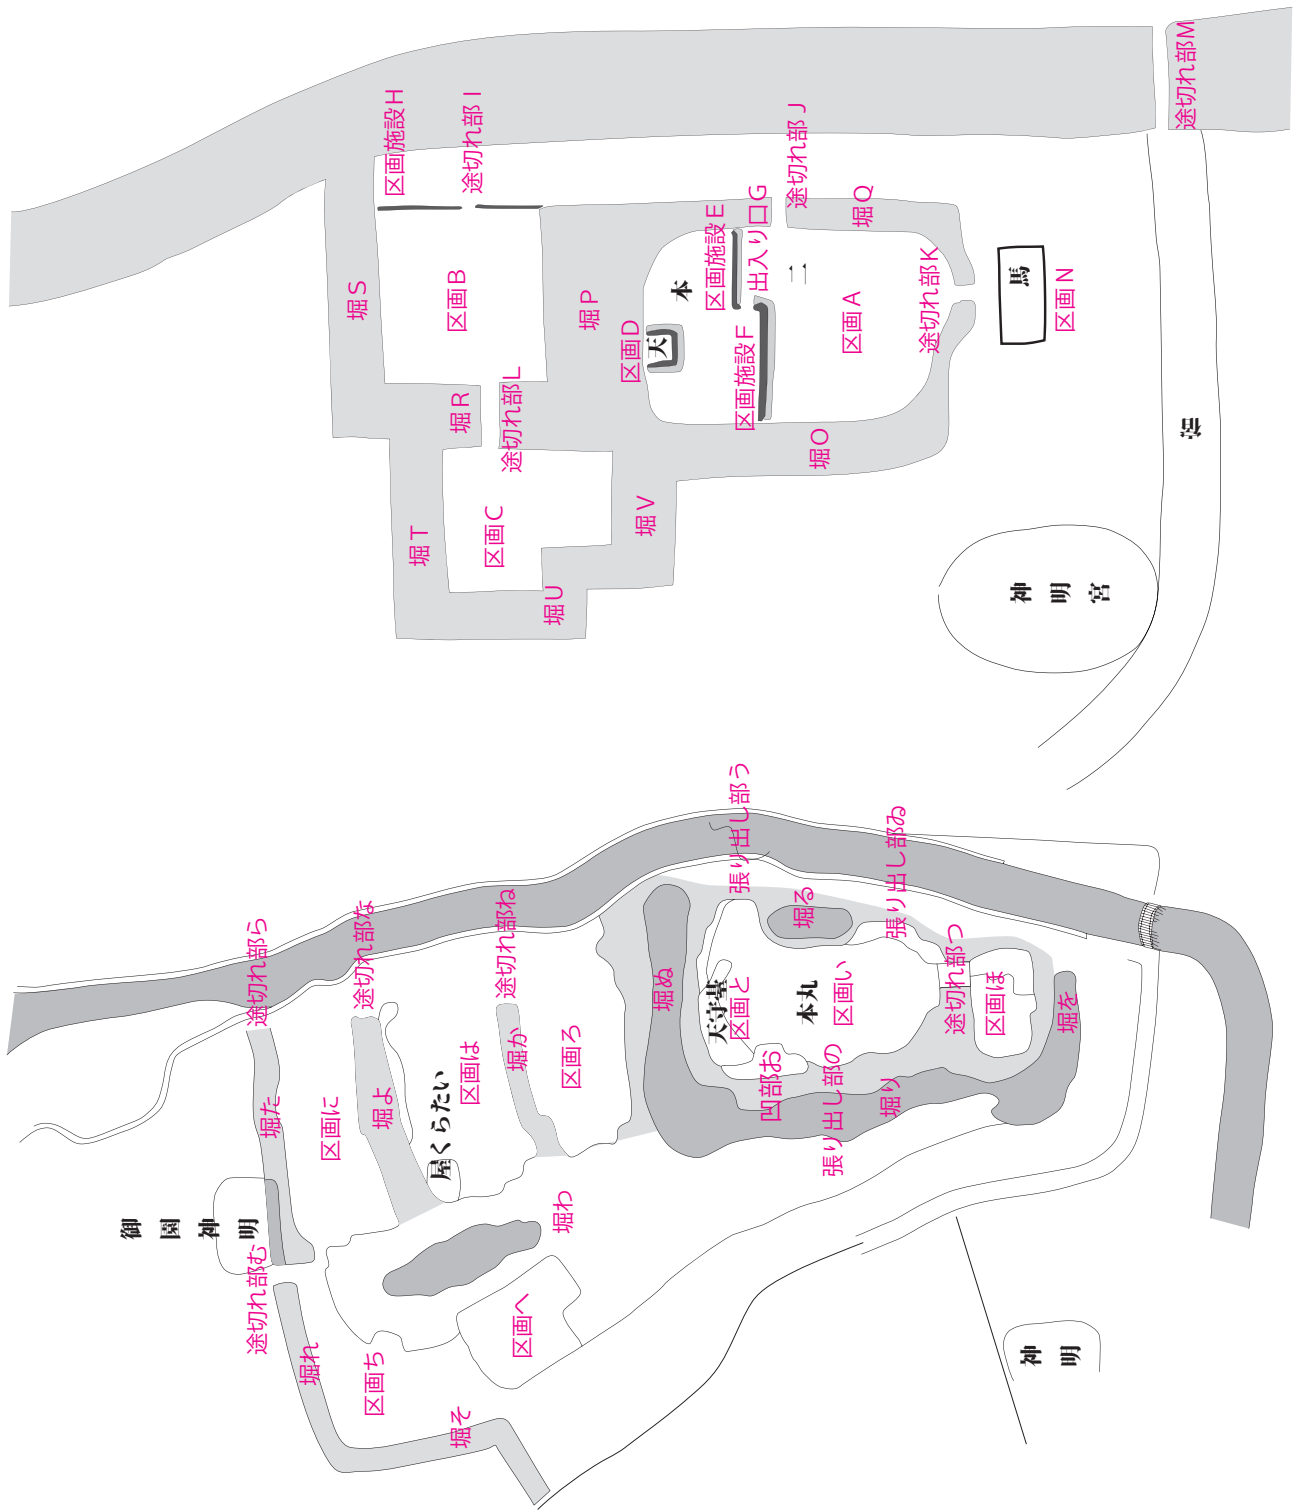 区画施設H
途切れ部I
途切れ部J
途切れ部M
区画施設E
出入り口G
堀Q
途切れ部K
堀S
区画B
堀P
区画D
本
天
二
区画A
区画施設F
馬
区画N
堀R
途切れ部L
堀O
宿
堀T
区画C
堀V
堀U
神明宮
張り出し部う
張り出し部ゐ
途切れ部ら
途切れ部な
途切れ部ね
堀る
途切れ部つ
堀ぬ
天守墓
区画と
本丸
区画い
区画ほ
堀を
堀た
区画に
堀よ
区画は
屋くらたい
堀か
区画ろ
凹部お
張り出し部の
堀り
御園神明
途切れ部む
堀わ
堀れ
区画ち
区画へ
堀そ
神明